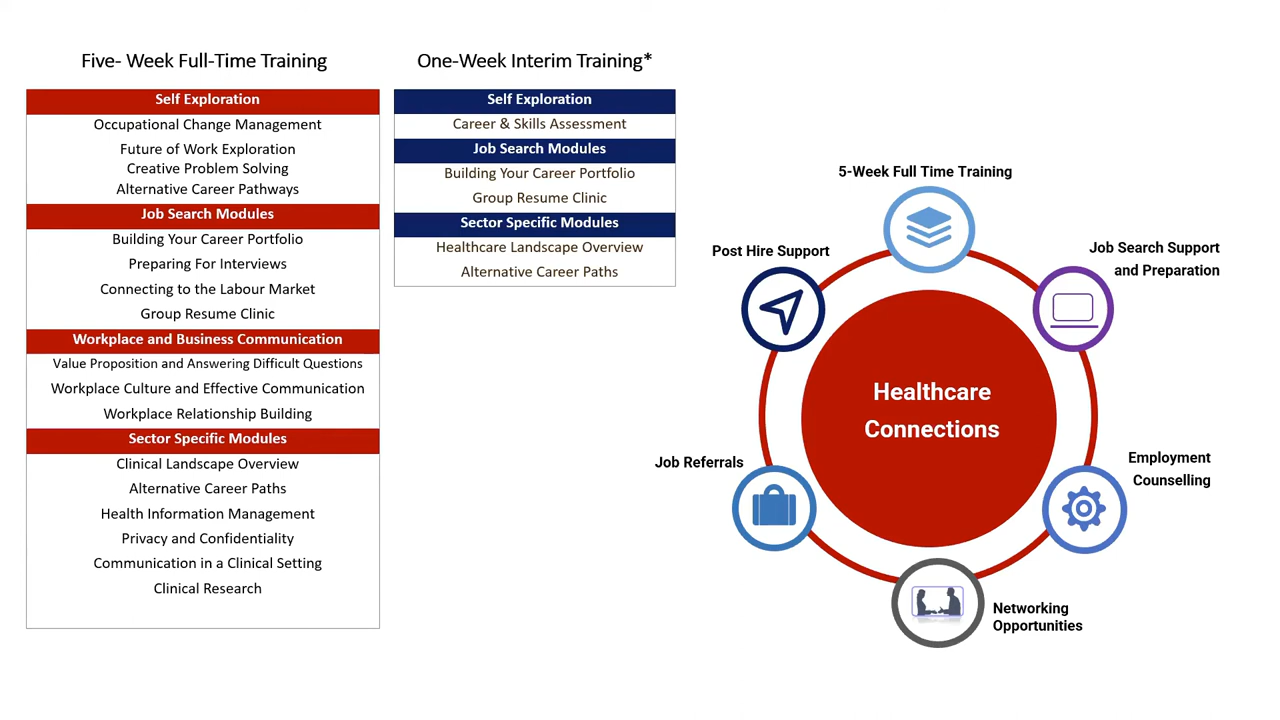 Five- Week Full-Time Training
Self Exploration
Occupational Change Management
Future of Work Exploration
Creative Problem Solving
Alternative Career Pathways
Job Search Modules
Building Your Career Portfolio
Preparing For Interviews
Connecting to the Labour Market
Group Resume Clinic
Workplace and Business Communication
Value Proposition and Answering Difficult Questions
Workplace Culture and Effective Communication
Workplace Relationship Building
Sector Specific Modules
Clinical Landscape Overview
Alternative Career Paths
Health Information Management
Privacy and Confidentiality
Communication in a Clinical Setting
Clinical Research
One-Week Interim Training*
Self Exploration
Career & Skills Assessment
Job Search Modules
Building Your Career Portfolio
Group Resume Clinic
Sector Specific Modules
Healthcare Landscape Overview
Alternative Career Paths
5-Week Full Time Training
Job Search Support
and Preparation
Employment
Counselling
Networking
Opportunities
Job Referrals
Post Hire Support
Healthcare
Connections